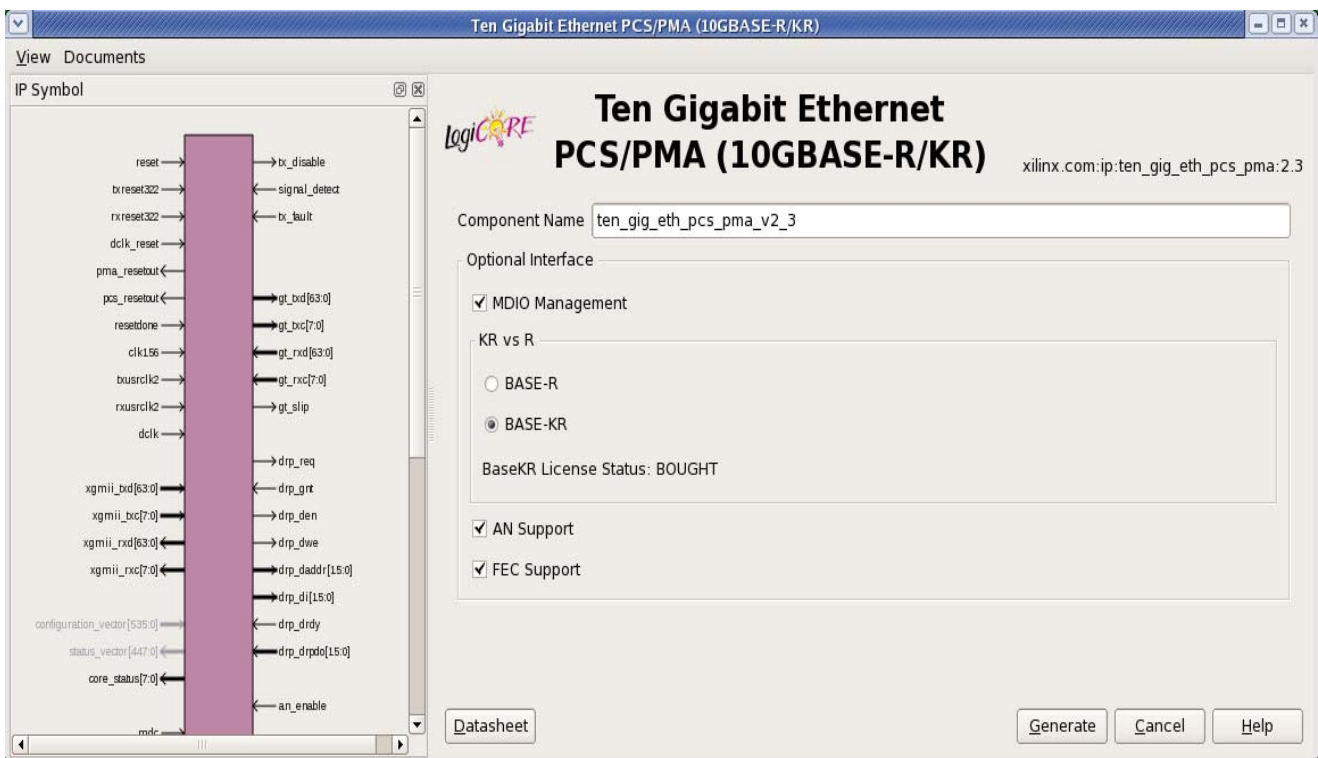 Ten Gigabit Ethernet PCS/PMA (10GBASE-R/KR)
View Documents
IP Symbol
reset
txreset322
rxreset322
dclk_reset
pma_resetout
pcs_resetout
resetdone
clk156
txusrclk2
rxusrclk2
dclk
xgmii_txd[63:0]
xgmii_txc[7:0]
xgmii_rxd[63:0]
xgmii_rxc[7:0]
configuration_vector[535:0]
status_vector[447:0]
core_status[7:0]
mdc
tx_disable
signal_detect
tx_fault
gt_txd[63:0]
gt_txc[7:0]
gt_rxd[63:0]
gt_rxc[7:0]
gt_slip
drp_req
drp_gnt
drp_den
drp_dwe
drp_daddr[15:0]
drp_di[15:0]
drp_drdy
drp_drpdo[15:0]
an_enable
LogiCORE
Ten Gigabit Ethernet
PCS/PMA (10GBASE-R/KR)
xilinx.com:ip:ten_gig_eth_pcs_pma:2.3
Component Name ten_gig_eth_pcs_pma_v2_3
Optional Interface
MDIO Management
KR vs R
BASE-R
BASE-KR
BaseKR License Status: BOUGHT
AN Support
FEC Support
Datasheet Generate Cancel Help